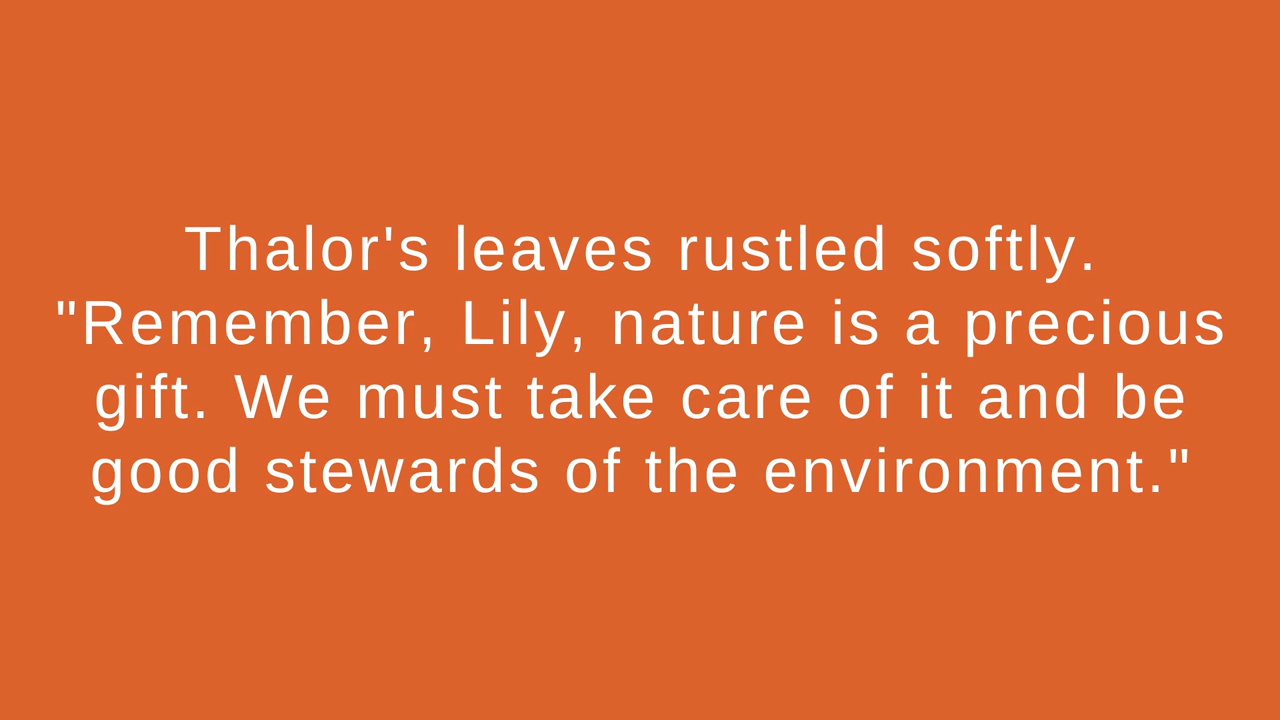 Thalor's leaves rustled softly.
"Remember, Lily, nature is a precious
gift. We must take care of it and be
good stewards of the environment."